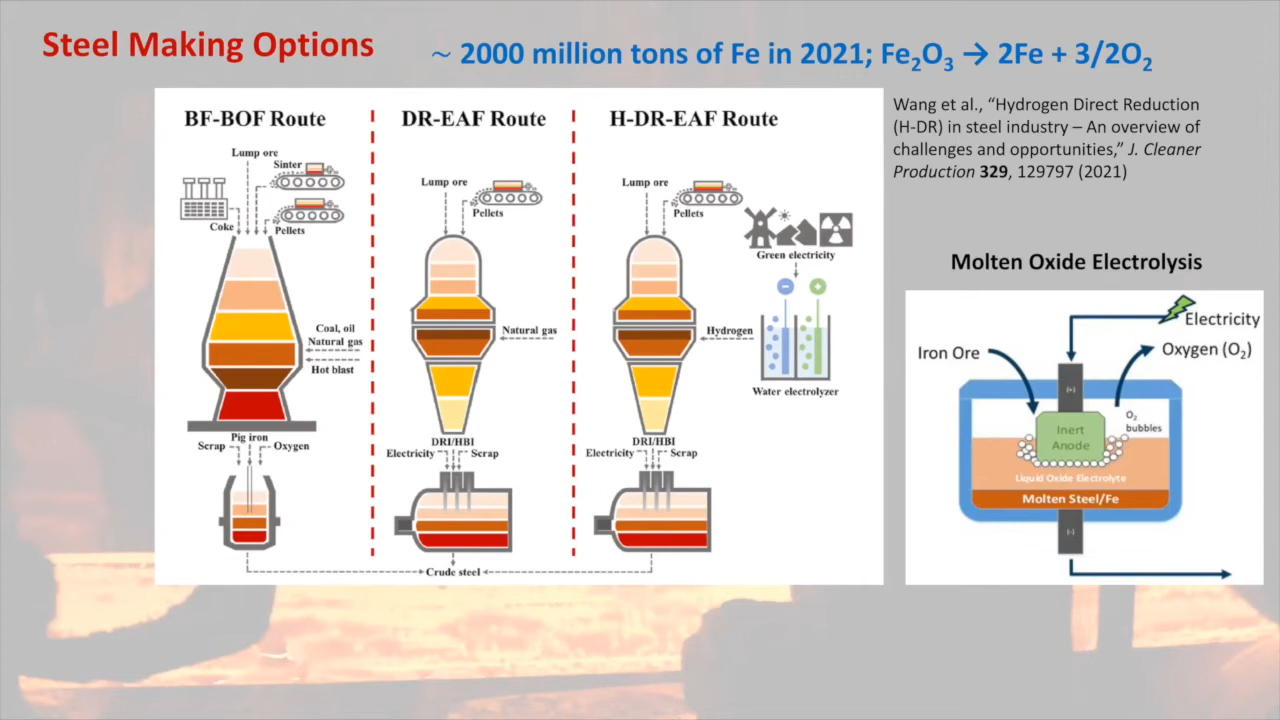 Steel Making Options
~ 2000 million tons of Fe in 2021; Fe₂O₃ → 2Fe + 3/2O₂
BF-BOF Route
Lump ore
Sinter
Coke
Pellets
Coal, oil
Natural gas
Hot blast
Pig iron
Scrap
Oxygen
DR-EAF Route
Lump ore
Pellets
Natural gas
DRI/HBI
Electricity
Scrap
H-DR-EAF Route
Lump ore
Pellets
Green electricity
−
+
Hydrogen
Water electrolyzer
DRI/HBI
Electricity
Scrap
Crude steel
Wang et al., “Hydrogen Direct Reduction
(H-DR) in steel industry – An overview of
challenges and opportunities,” J. Cleaner
Production 329, 129797 (2021)
Molten Oxide Electrolysis
Electricity
Iron Ore
Oxygen (O₂)
(+)
O₂
bubbles
Inert
Anode
Liquid Oxide Electrolyte
Molten Steel/Fe
(-)